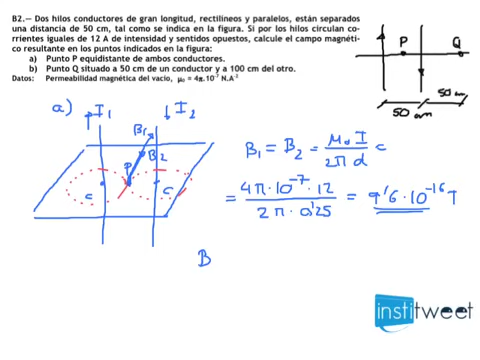 B2.— Dos hilos conductores de gran longitud, rectilíneos y paralelos, están separados
una distancia de 50 cm, tal como se indica en la figura. Si por los hilos circulan co-
rrientes iguales de 12 A de intensidad y sentidos opuestos, calcule el campo magnéti-
co resultante en los puntos indicados en la figura:
a) Punto P equidistante de ambos conductores.
b) Punto Q situado a 50 cm de un conductor y a 100 cm del otro.
Datos: Permeabilidad magnética del vacío, μ₀ = 4π.10⁻⁷ N.A⁻²
P Q
50 cm
50 cm
a) I₁ I₂
B₁
B₂
P
c c
B₁ = B₂ = μ₀ I / 2π d =
= 4π·10⁻⁷·12 / 2π·0'25 = 9'6·10⁻¹⁶ T
B
institweet